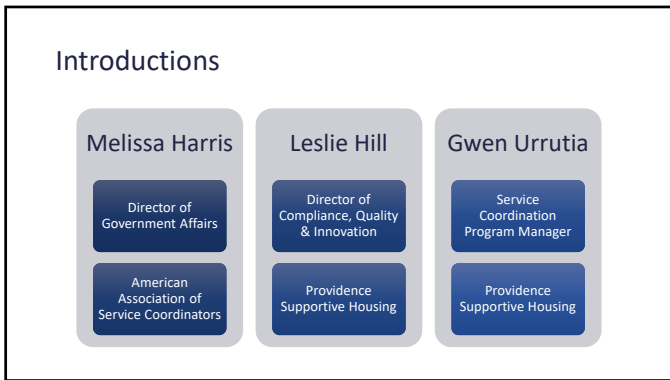 Introductions
Melissa Harris
Director of
Government Affairs
American
Association of
Service Coordinators
Leslie Hill
Director of
Compliance, Quality
& Innovation
Providence
Supportive Housing
Gwen Urrutia
Service
Coordination
Program Manager
Providence
Supportive Housing